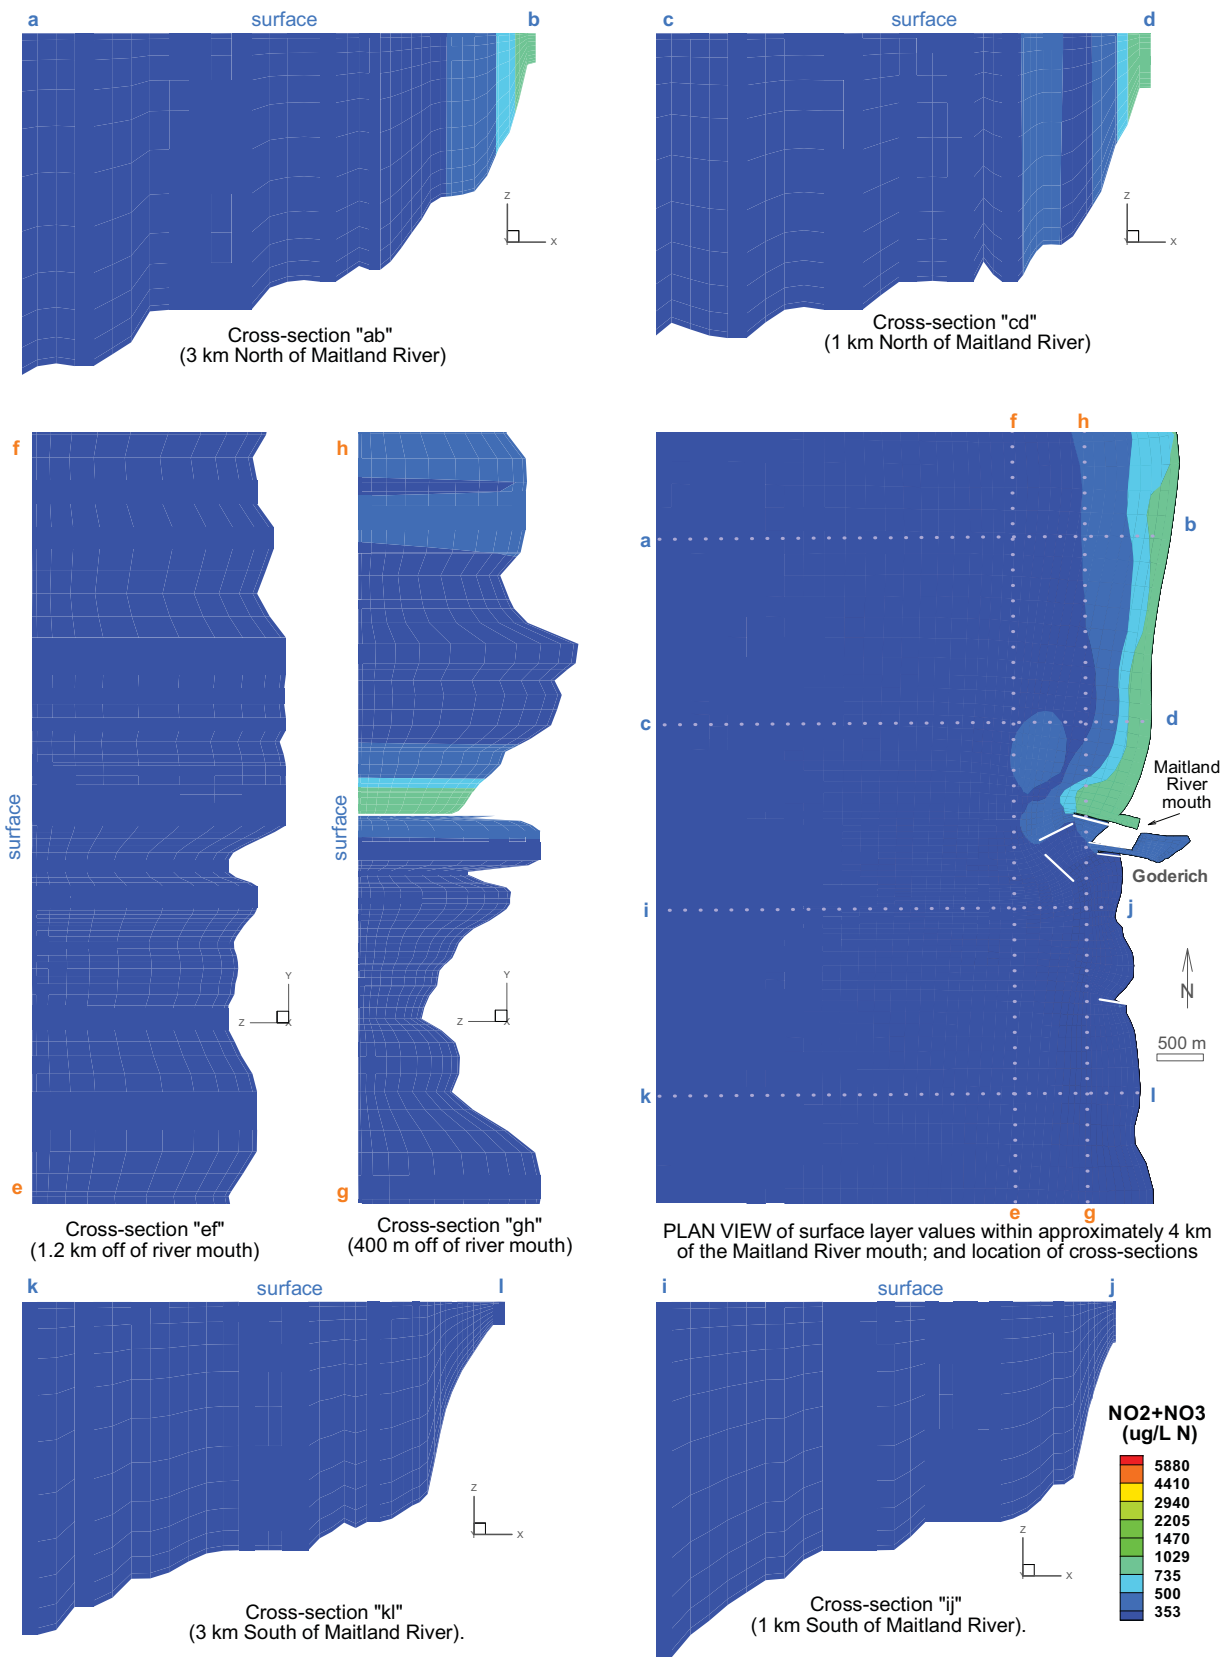 a surface b
c surface d
Z
X
Z
X
Cross-section "ab"
(3 km North of Maitland River)
Cross-section "cd"
(1 km North of Maitland River)
f
h
f h
surface
surface
a
b
c
d
Maitland
River
mouth
Goderich
i
j
N
500 m
k
l
Y
Z X
Y
Z X
e
g
e g
Cross-section "ef"
(1.2 km off of river mouth)
Cross-section "gh"
(400 m off of river mouth)
PLAN VIEW of surface layer values within approximately 4 km
of the Maitland River mouth; and location of cross-sections
k surface l
i surface j
Z
Y X
Z
Y X
Cross-section "kl"
(3 km South of Maitland River).
Cross-section "ij"
(1 km South of Maitland River).
NO2+NO3
(ug/L N)
5880
4410
2940
2205
1470
1029
735
500
353